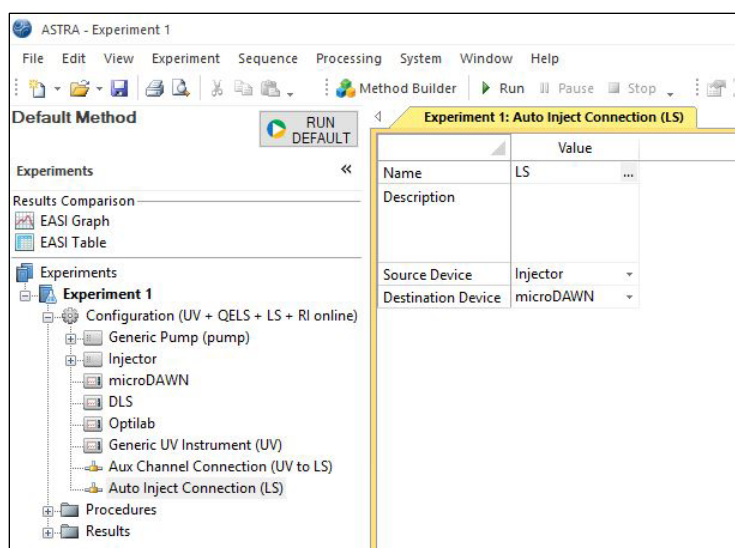 ASTRA - Experiment 1
File Edit View Experiment Sequence Processing System Window Help
Method Builder Run Pause Stop
Default Method
RUN DEFAULT
Experiment 1: Auto Inject Connection (LS)
Experiments
Results Comparison
EASI Graph
EASI Table
Experiments
Experiment 1
Configuration (UV + QELS + LS + RI online)
Generic Pump (pump)
Injector
microDAWN
DLS
Optilab
Generic UV Instrument (UV)
Aux Channel Connection (UV to LS)
Auto Inject Connection (LS)
Procedures
Results
Value
Name LS ...
Description
Source Device Injector
Destination Device microDAWN